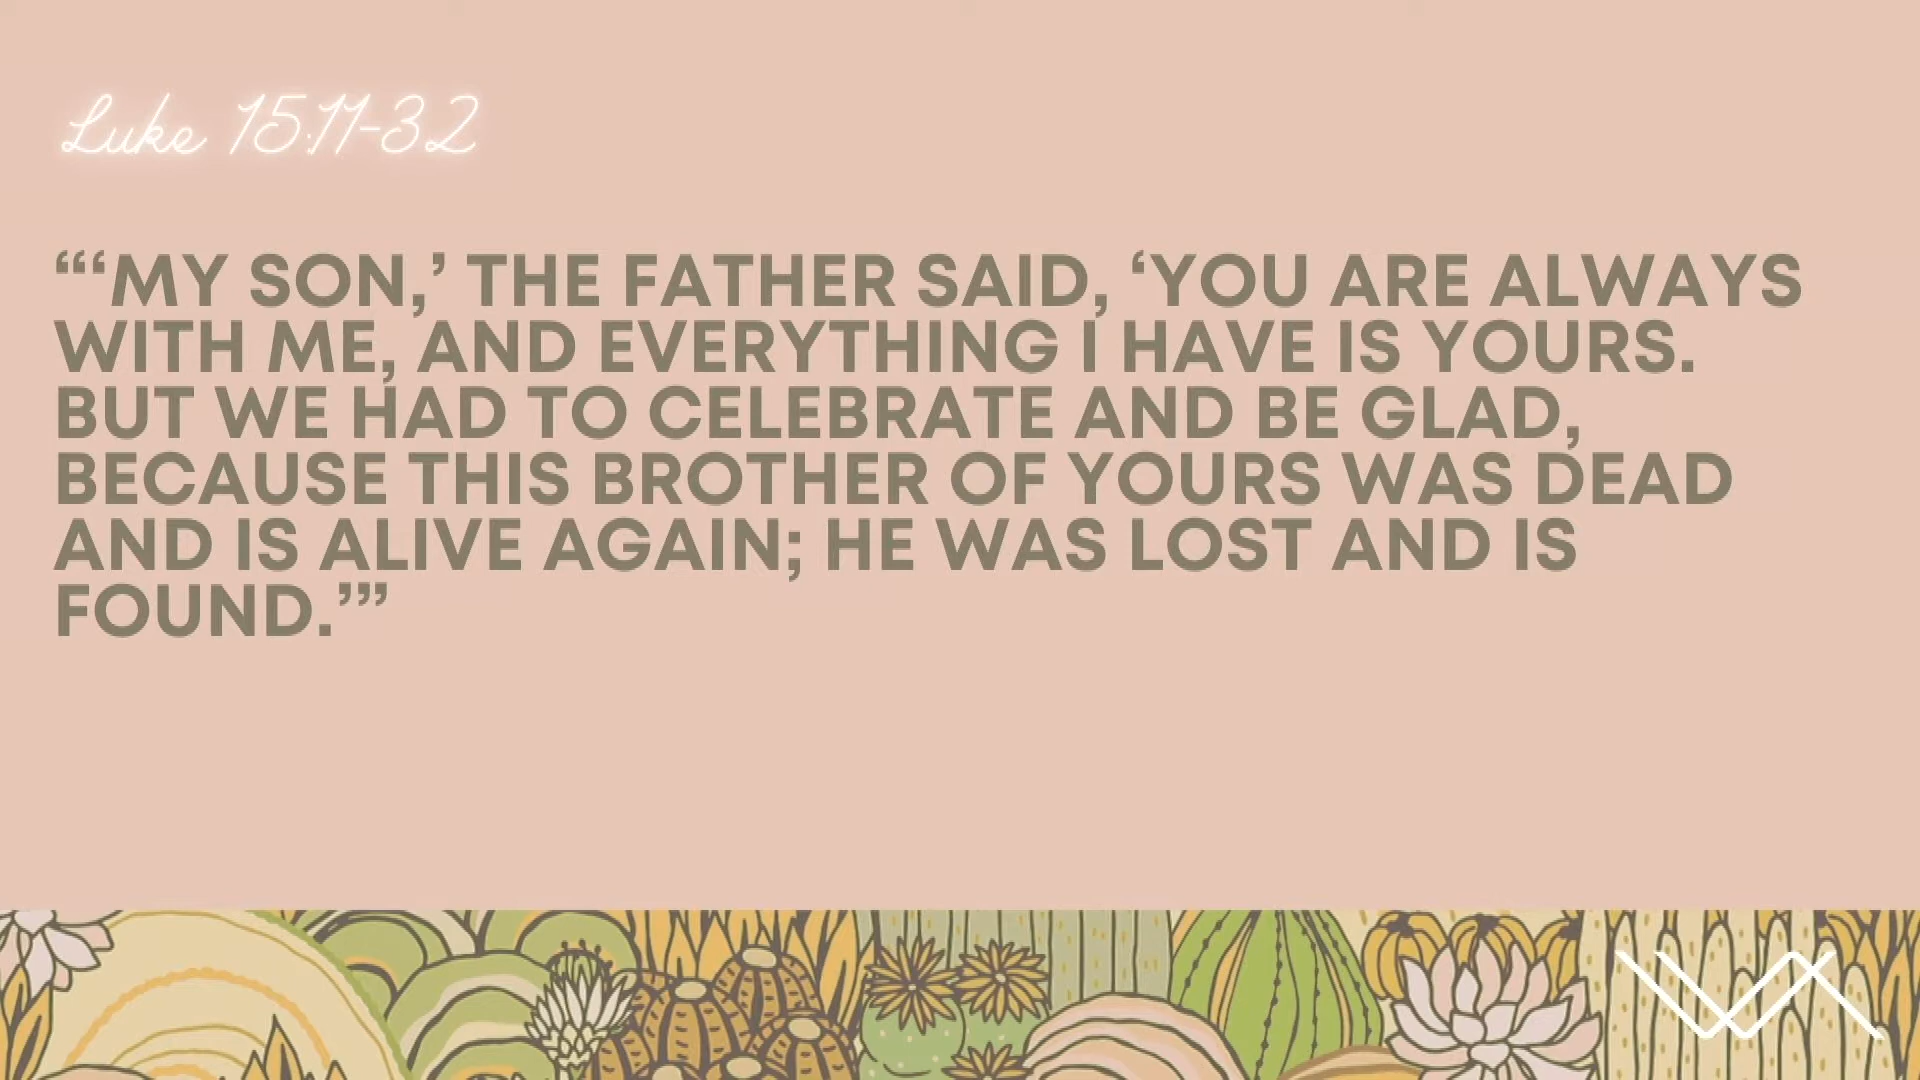 Luke 15:11-32
“‘MY SON,’ THE FATHER SAID, ‘YOU ARE ALWAYS
WITH ME, AND EVERYTHING I HAVE IS YOURS.
BUT WE HAD TO CELEBRATE AND BE GLAD,
BECAUSE THIS BROTHER OF YOURS WAS DEAD
AND IS ALIVE AGAIN; HE WAS LOST AND IS
FOUND.’”